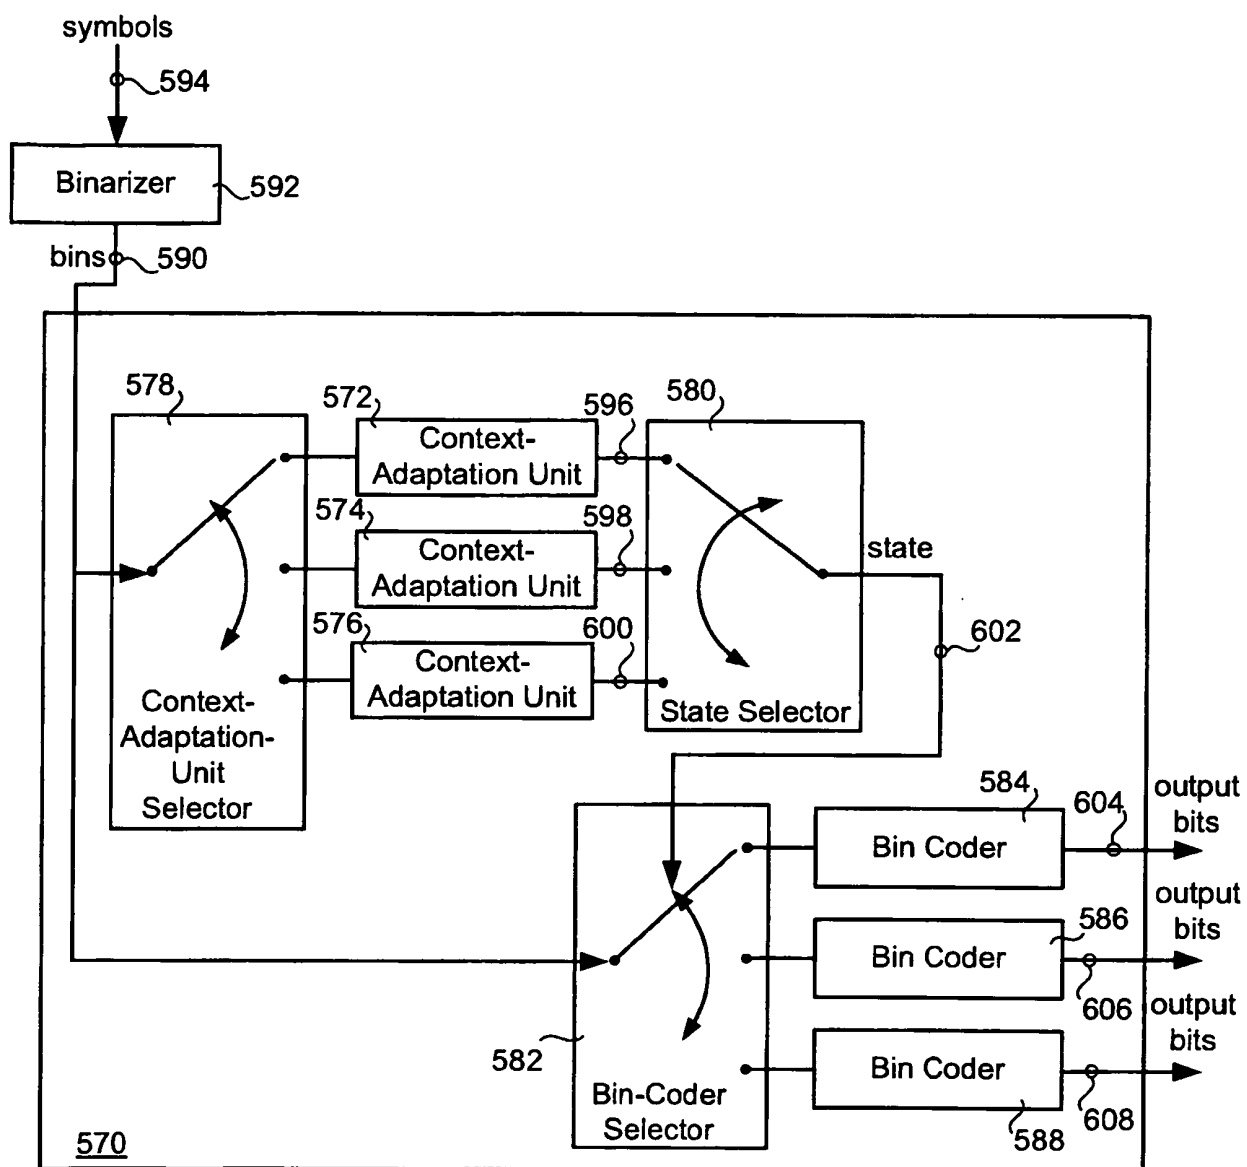 symbols
594
Binarizer
592
bins
590
578
572
596
580
Context-
Adaptation Unit
574
598
Context-
Adaptation Unit
state
576
600
602
Context-
Adaptation Unit
Context-
Adaptation-
Unit
Selector
State Selector
584
604
output
bits
Bin Coder
586
output
bits
Bin Coder
606
output
bits
582
Bin Coder
Bin-Coder
Selector
588
608
570